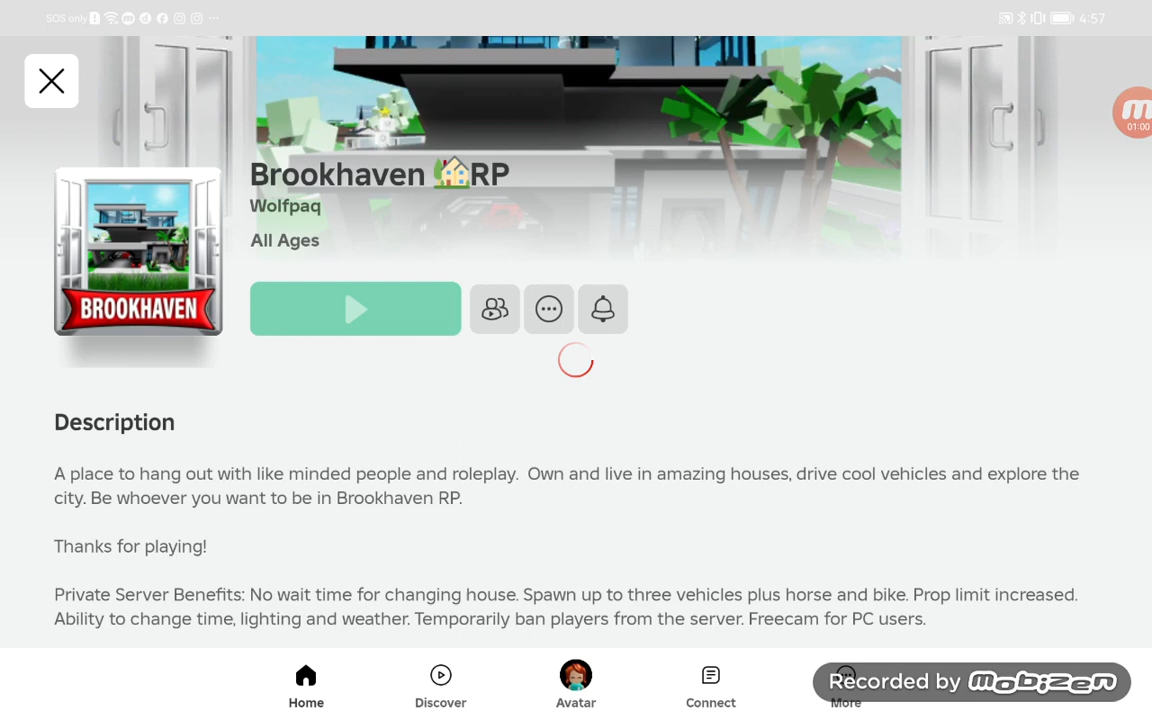 SOS only
4:57
01:00
Brookhaven 🏡RP
Wolfpaq
All Ages
BROOKHAVEN
Description
A place to hang out with like minded people and roleplay.  Own and live in amazing houses, drive cool vehicles and explore the
city. Be whoever you want to be in Brookhaven RP.
Thanks for playing!
Private Server Benefits: No wait time for changing house. Spawn up to three vehicles plus horse and bike. Prop limit increased.
Ability to change time, lighting and weather. Temporarily ban players from the server. Freecam for PC users.
Home
Discover
Avatar
Connect
More
Recorded by mobizen